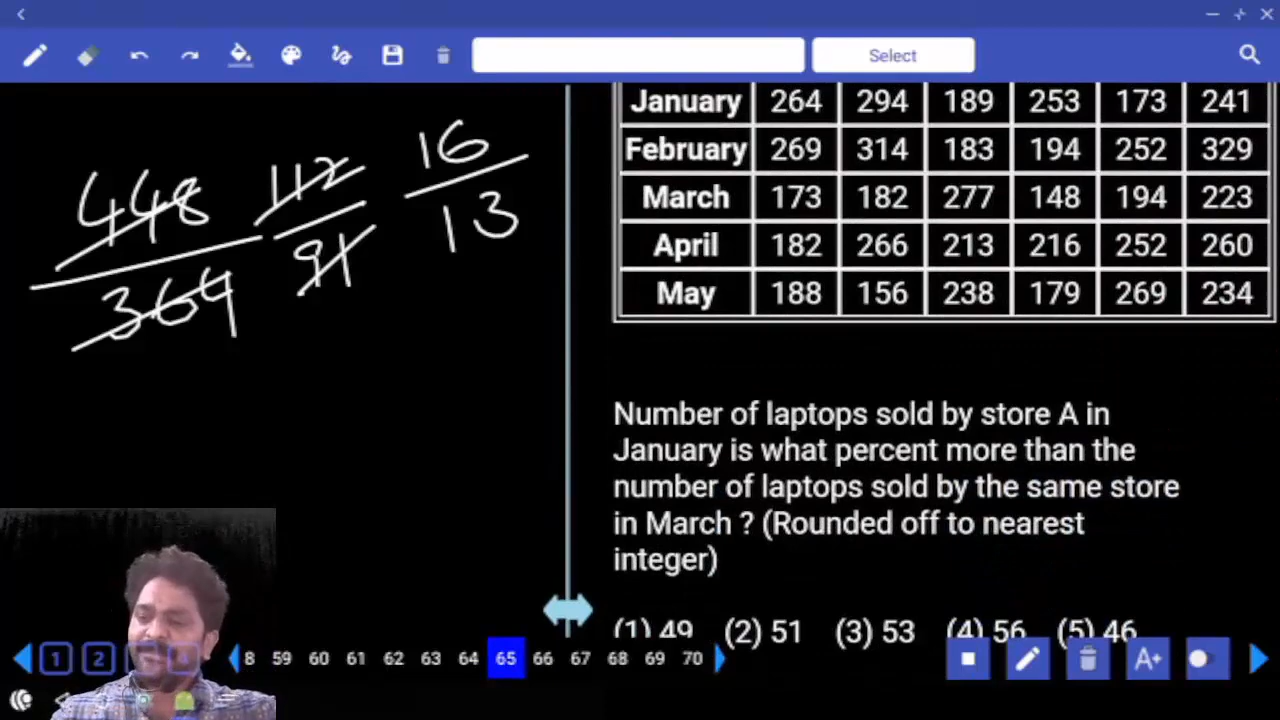 Select
448 112 16
364 91 13
January 264 294 189 253 173 241
February 269 314 183 194 252 329
March 173 182 277 148 194 223
April 182 266 213 216 252 260
May 188 156 238 179 269 234
Number of laptops sold by store A in
January is what percent more than the
number of laptops sold by the same store
in March ? (Rounded off to nearest
integer)
(1) 49 (2) 51 (3) 53 (4) 56 (5) 46
1 2 8 59 60 61 62 63 64 65 66 67 68 69 70 A+